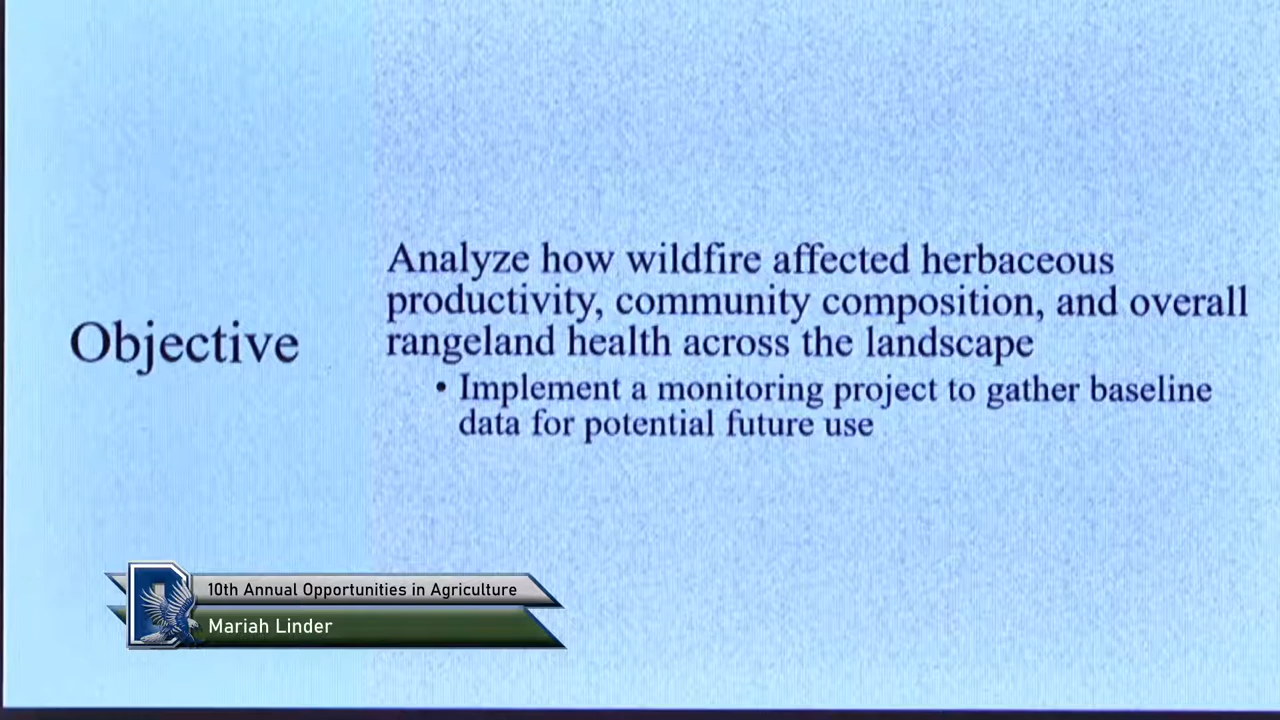 Objective
Analyze how wildfire affected herbaceous
productivity, community composition, and overall
rangeland health across the landscape
• Implement a monitoring project to gather baseline
data for potential future use
10th Annual Opportunities in Agriculture
Mariah Linder